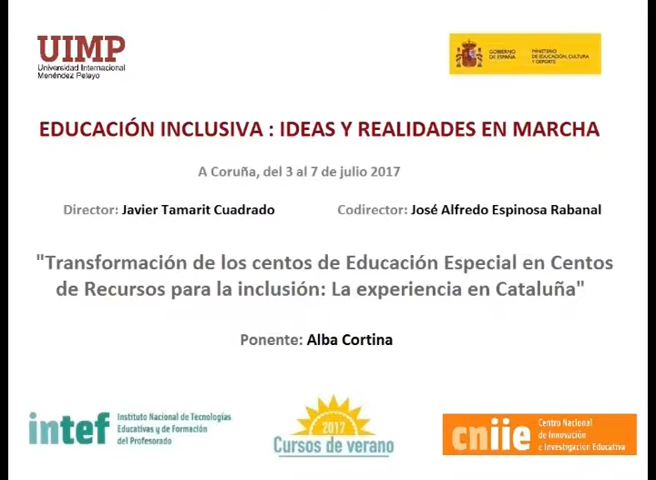 UIMP
Universidad Internacional
Menéndez Pelayo
GOBIERNO
DE ESPAÑA
MINISTERIO
DE EDUCACIÓN, CULTURA
Y DEPORTE
EDUCACIÓN INCLUSIVA : IDEAS Y REALIDADES EN MARCHA
A Coruña, del 3 al 7 de julio 2017
Director: Javier Tamarit Cuadrado
Codirector: José Alfredo Espinosa Rabanal
"Transformación de los centos de Educación Especial en Centos
de Recursos para la inclusión: La experiencia en Cataluña"
Ponente: Alba Cortina
intef
Instituto Nacional de Tecnologías
Educativas y de Formación
del Profesorado
2017
Cursos de verano
cniie
Centro Nacional
de Innovación
e Investigación Educativa